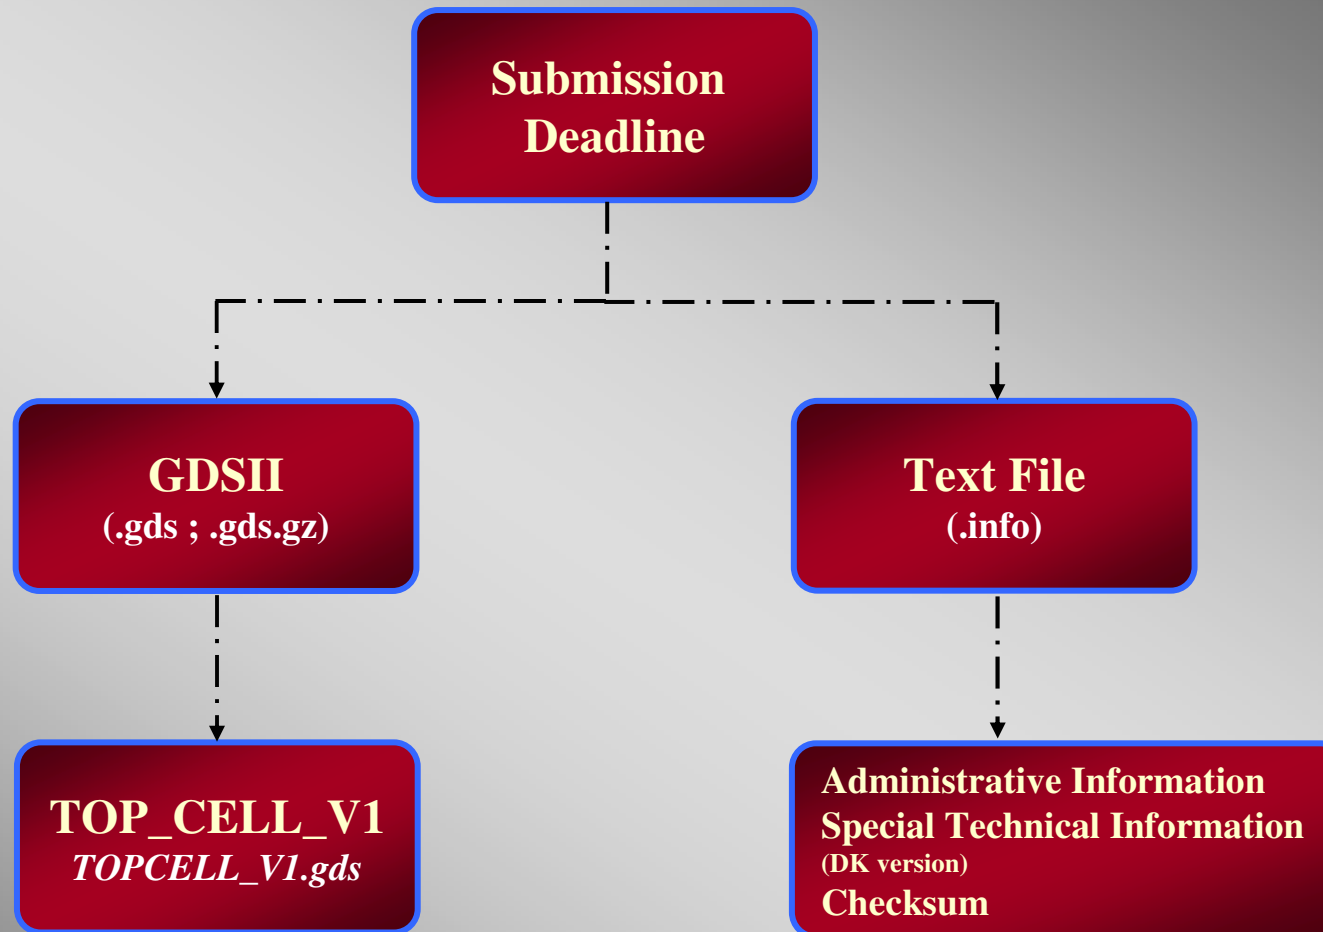 Submission
Deadline
GDSII
(.gds ; .gds.gz)
Text File
(.info)
TOP_CELL_V1
TOPCELL_V1.gds
Administrative Information
Special Technical Information
(DK version)
Checksum